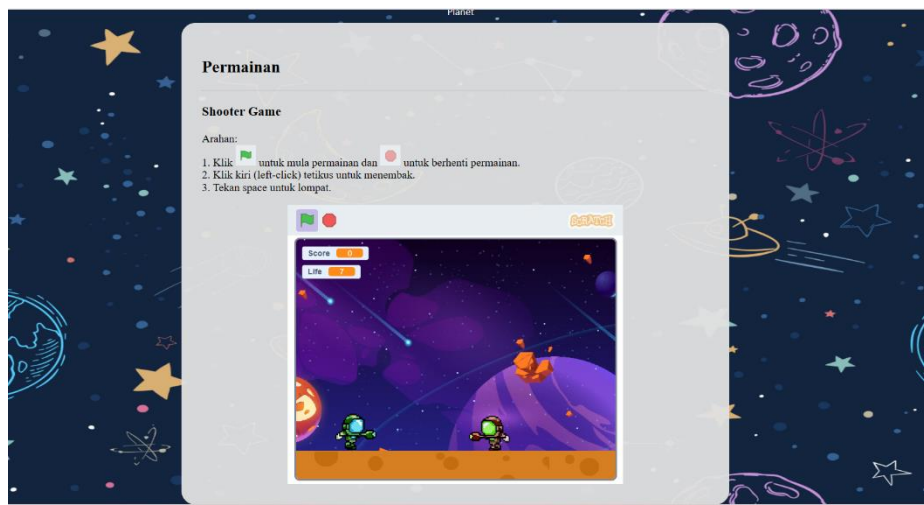 Planet
Permainan
Shooter Game
Arahan:
1. Klik untuk mula permainan dan untuk berhenti permainan.
2. Klik kiri (left-click) tetikus untuk menembak.
3. Tekan space untuk lompat.
SCRATCH
Score 0
Life 7